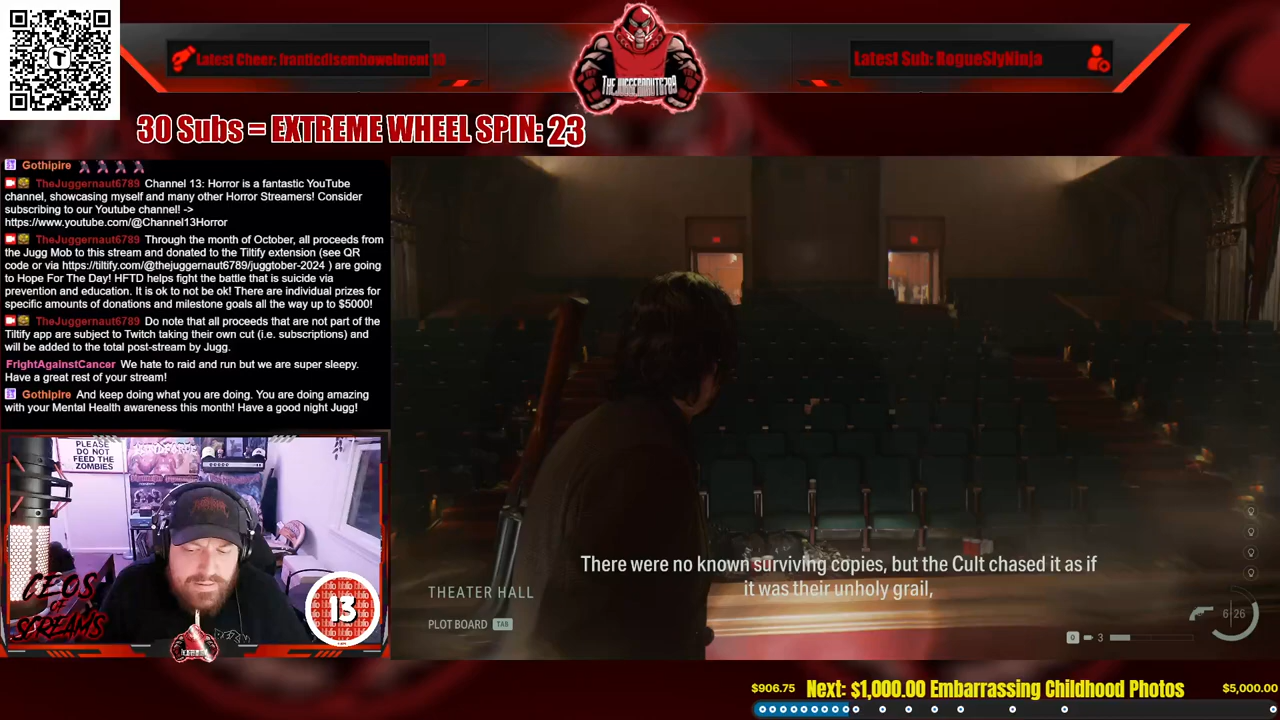 Latest Cheer: franticdisembowelment 10
THEJUGGERNAUT6789
Latest Sub: RogueSlyNinja
30 Subs = EXTREME WHEEL SPIN: 23
Gothipire
TheJuggernaut6789 Channel 13: Horror is a fantastic YouTube
channel, showcasing myself and many other Horror Streamers! Consider
subscribing to our Youtube channel! ->
https://www.youtube.com/@Channel13Horror
TheJuggernaut6789 Through the month of October, all proceeds from
the Jugg Mob to this stream and donated to the Tiltify extension (see QR
code or via https://tiltify.com/@thejuggernaut6789/juggtober-2024 ) are going
to Hope For The Day! HFTD helps fight the battle that is suicide via
prevention and education. It is ok to not be ok! There are individual prizes for
specific amounts of donations and milestone goals all the way up to $5000!
TheJuggernaut6789 Do note that all proceeds that are not part of the
Tiltify app are subject to Twitch taking their own cut (i.e. subscriptions) and
will be added to the total post-stream by Jugg.
FrightAgainstCancer We hate to raid and run but we are super sleepy.
Have a great rest of your stream!
Gothipire And keep doing what you are doing. You are doing amazing
with your Mental Health awareness this month! Have a good night Jugg!
PLEASE
DO NOT
FEED THE
ZOMBIES
CEOS
OF
SCREAMS
13
There were no known surviving copies, but the Cult chased it as if
it was their unholy grail,
THEATER HALL
PLOT BOARD TAB
6 26
3
$906.75 Next: $1,000.00 Embarrassing Childhood Photos $5,000.00